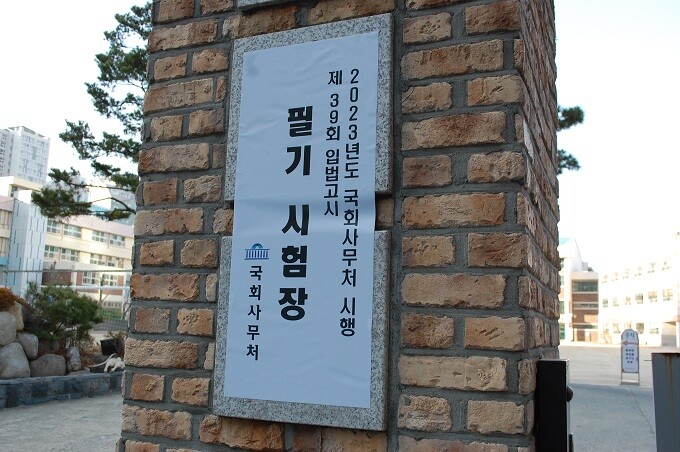 2023년도 국회사무처 시행
제 39회 입법고시
필기 시험장
국회사무처